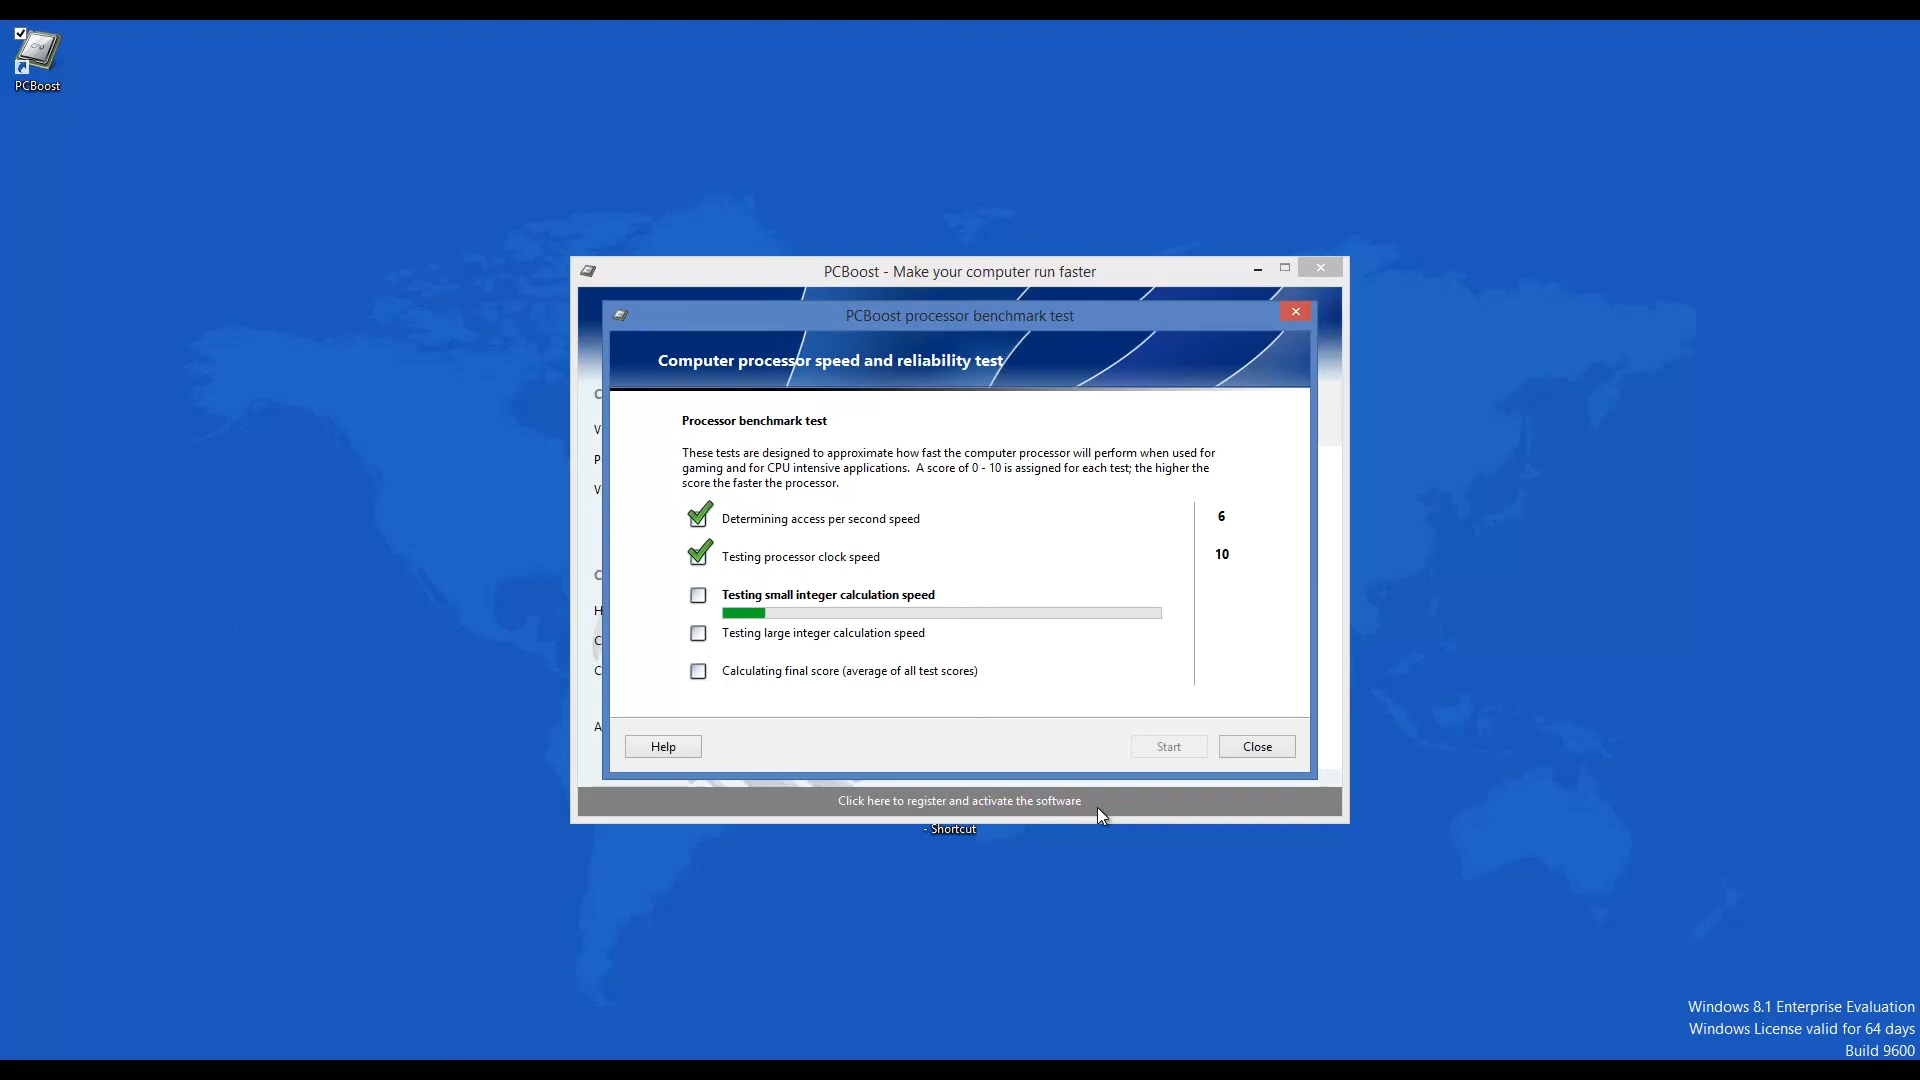 CPU
PCBoost
PCBoost - Make your computer run faster
PCBoost processor benchmark test
Computer processor speed and reliability test
C
V
P
V
C
H
C
C
A
Processor benchmark test
These tests are designed to approximate how fast the computer processor will perform when used for
gaming and for CPU intensive applications. A score of 0 - 10 is assigned for each test; the higher the
score the faster the processor.
Determining access per second speed 6
Testing processor clock speed 10
Testing small integer calculation speed
Testing large integer calculation speed
Calculating final score (average of all test scores)
Help Start Close
Click here to register and activate the software
- Shortcut
Windows 8.1 Enterprise Evaluation
Windows License valid for 64 days
Build 9600